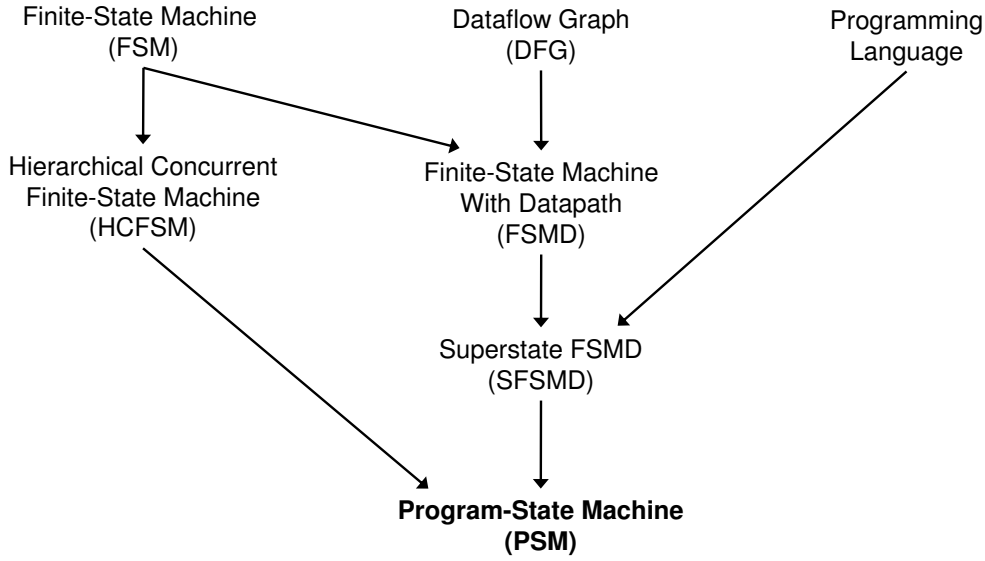 Finite-State Machine
(FSM)
Dataflow Graph
(DFG)
Programming
Language
Hierarchical Concurrent
Finite-State Machine
(HCFSM)
Finite-State Machine
With Datapath
(FSMD)
Superstate FSMD
(SFSMD)
Program-State Machine
(PSM)